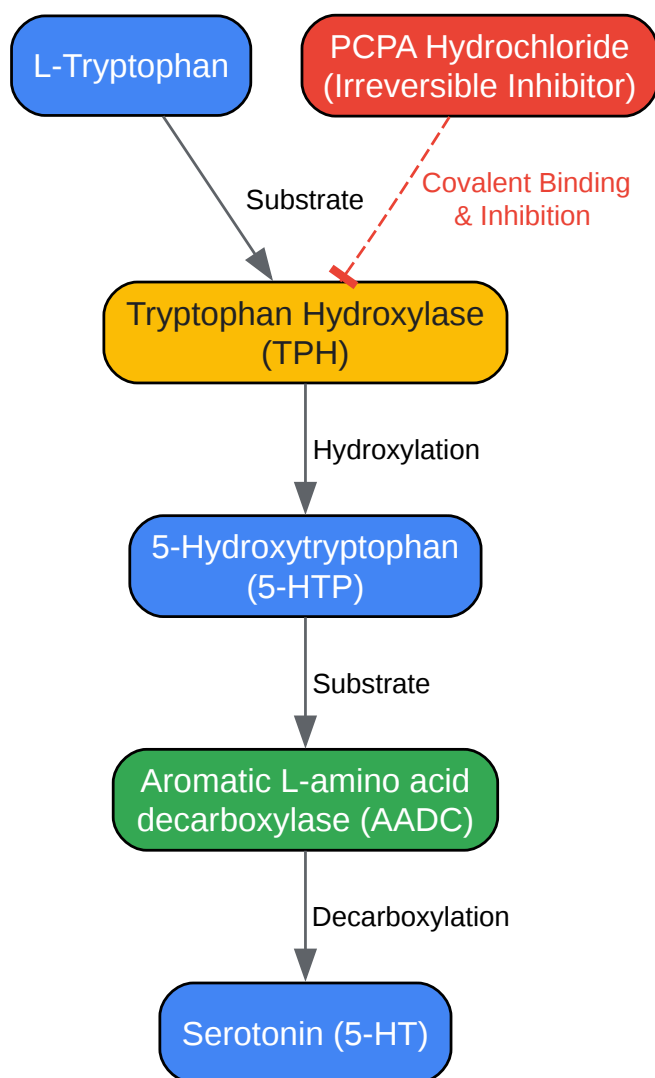 L-Tryptophan
PCPA Hydrochloride
(Irreversible Inhibitor)
Substrate
Covalent Binding
& Inhibition
Tryptophan Hydroxylase
(TPH)
Hydroxylation
5-Hydroxytryptophan
(5-HTP)
Substrate
Aromatic L-amino acid
decarboxylase (AADC)
Decarboxylation
Serotonin (5-HT)